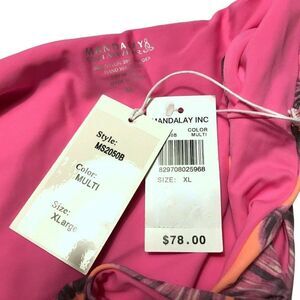 MANDALAY
Style:
MS2050B
Color:
MULTI
Size:
XLarge
MANDALAY INC
COLOR
MULTI
829708025968
SIZE: XL
$78.00